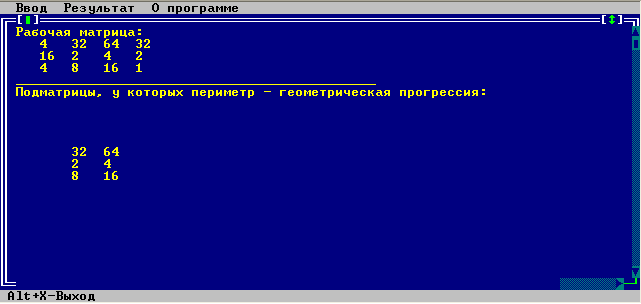 Ввод Результат О программе
Рабочая матрица:
4 32 64 32
16 2 4 2
4 8 16 1
Подматрицы, у которых периметр - геометрическая прогрессия:
32 64
2 4
8 16
Alt+X-Выход